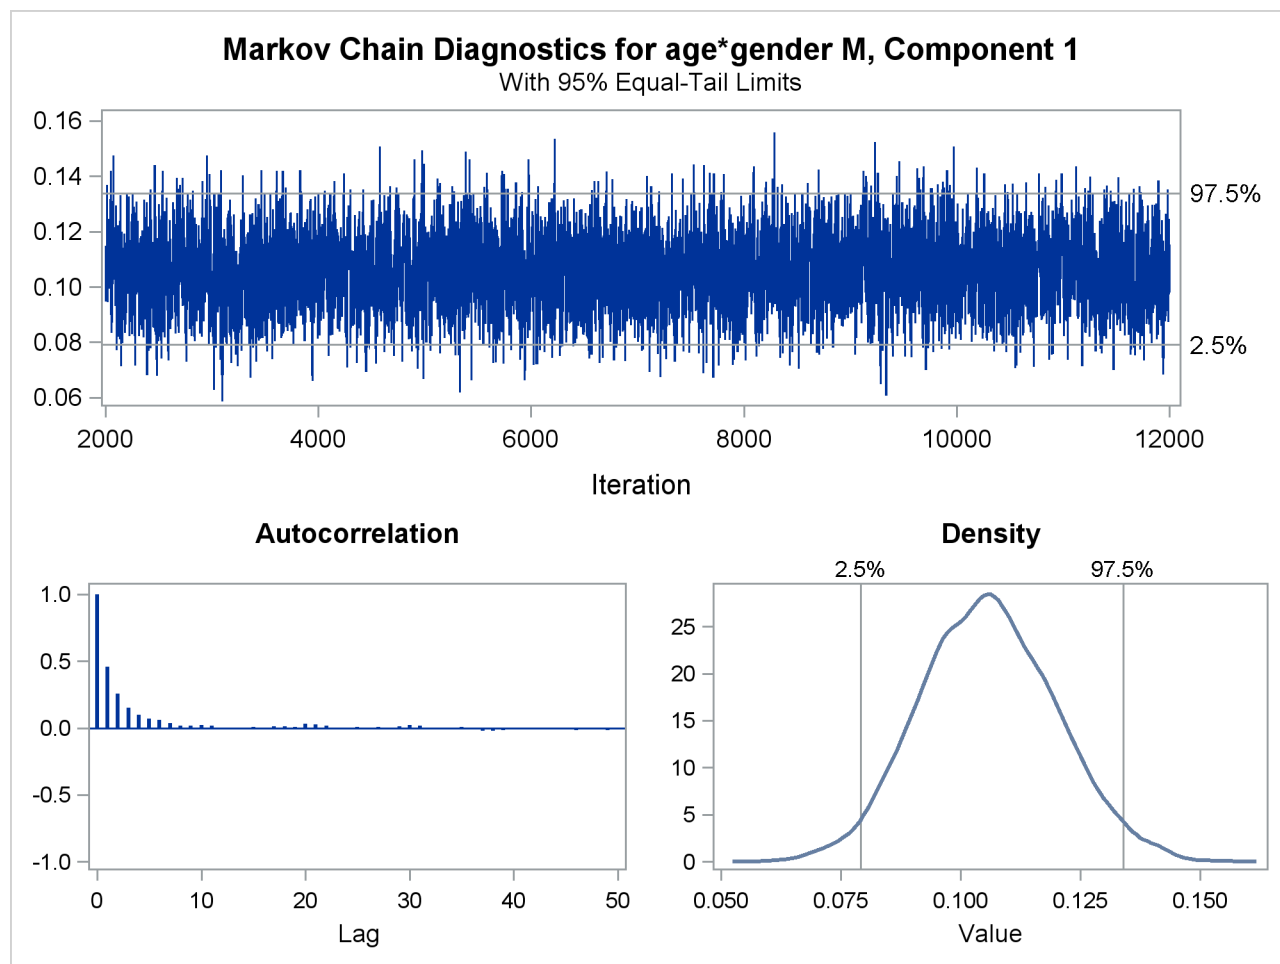 Markov Chain Diagnostics for age*gender M, Component 1
With 95% Equal-Tail Limits
0.16
0.14
0.12
0.10
0.08
0.06
97.5%
2.5%
2000 4000 6000 8000 10000 12000
Iteration
Autocorrelation
1.0
0.5
0.0
-0.5
-1.0
0 10 20 30 40 50
Lag
Density
2.5% 97.5%
25
20
15
10
5
0
0.050 0.075 0.100 0.125 0.150
Value